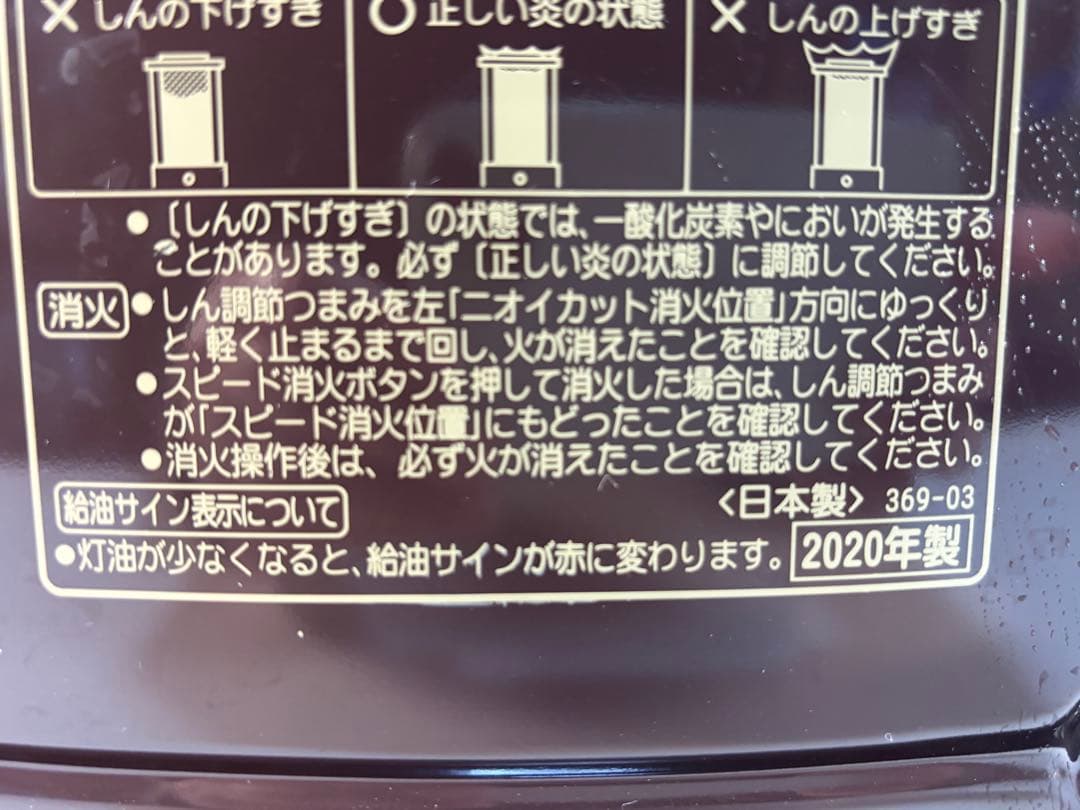 × しんの下げすぎ
○ 正しい炎の状態
× しんの上げすぎ
●〔しんの下げすぎ〕の状態では、一酸化炭素やにおいが発生する
ことがあります。必ず〔正しい炎の状態〕に調節してください。
消火 ●しん調節つまみを左「ニオイカット消火位置」方向にゆっくり
と、軽く止まるまで回し、火が消えたことを確認してください。
●スピード消火ボタンを押して消火した場合は、しん調節つまみ
が「スピード消火位置」にもどったことを確認してください。
●消火操作後は、必ず火が消えたことを確認してください。
給油サイン表示について
<日本製> 369-03
●灯油が少なくなると、給油サインが赤に変わります。
2020年製